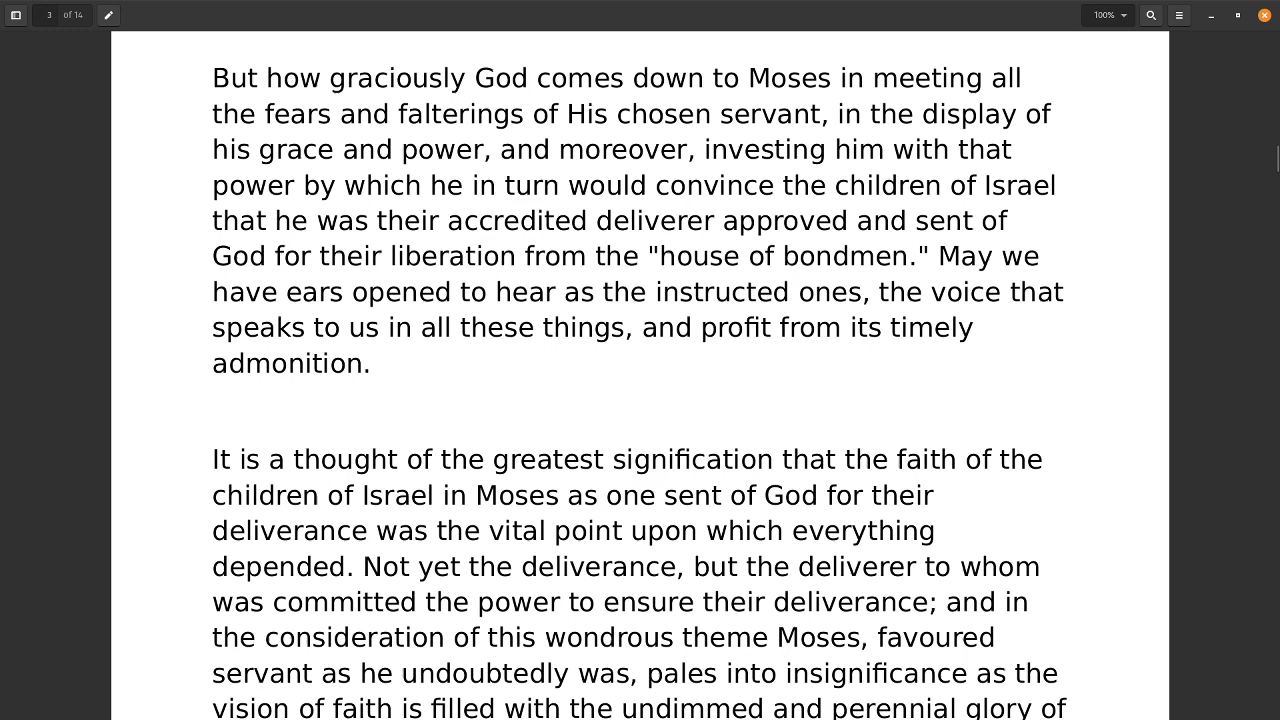 3 of 14
100%
But how graciously God comes down to Moses in meeting all
the fears and falterings of His chosen servant, in the display of
his grace and power, and moreover, investing him with that
power by which he in turn would convince the children of Israel
that he was their accredited deliverer approved and sent of
God for their liberation from the "house of bondmen." May we
have ears opened to hear as the instructed ones, the voice that
speaks to us in all these things, and profit from its timely
admonition.
It is a thought of the greatest signification that the faith of the
children of Israel in Moses as one sent of God for their
deliverance was the vital point upon which everything
depended. Not yet the deliverance, but the deliverer to whom
was committed the power to ensure their deliverance; and in
the consideration of this wondrous theme Moses, favoured
servant as he undoubtedly was, pales into insignificance as the
vision of faith is filled with the undimmed and perennial glory of